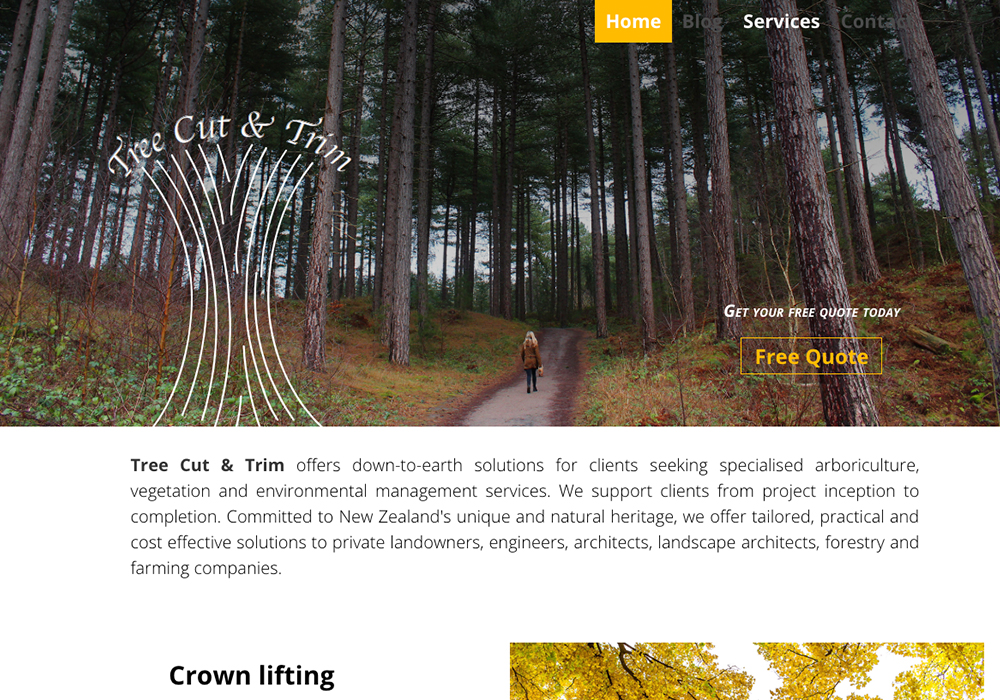 Home Blog Services Contact
Tree Cut & Trim
Get your free quote today
Free Quote
Tree Cut & Trim offers down-to-earth solutions for clients seeking specialised arboriculture,
vegetation and environmental management services. We support clients from project inception to
completion. Committed to New Zealand's unique and natural heritage, we offer tailored, practical and
cost effective solutions to private landowners, engineers, architects, landscape architects, forestry and
farming companies.
Crown lifting